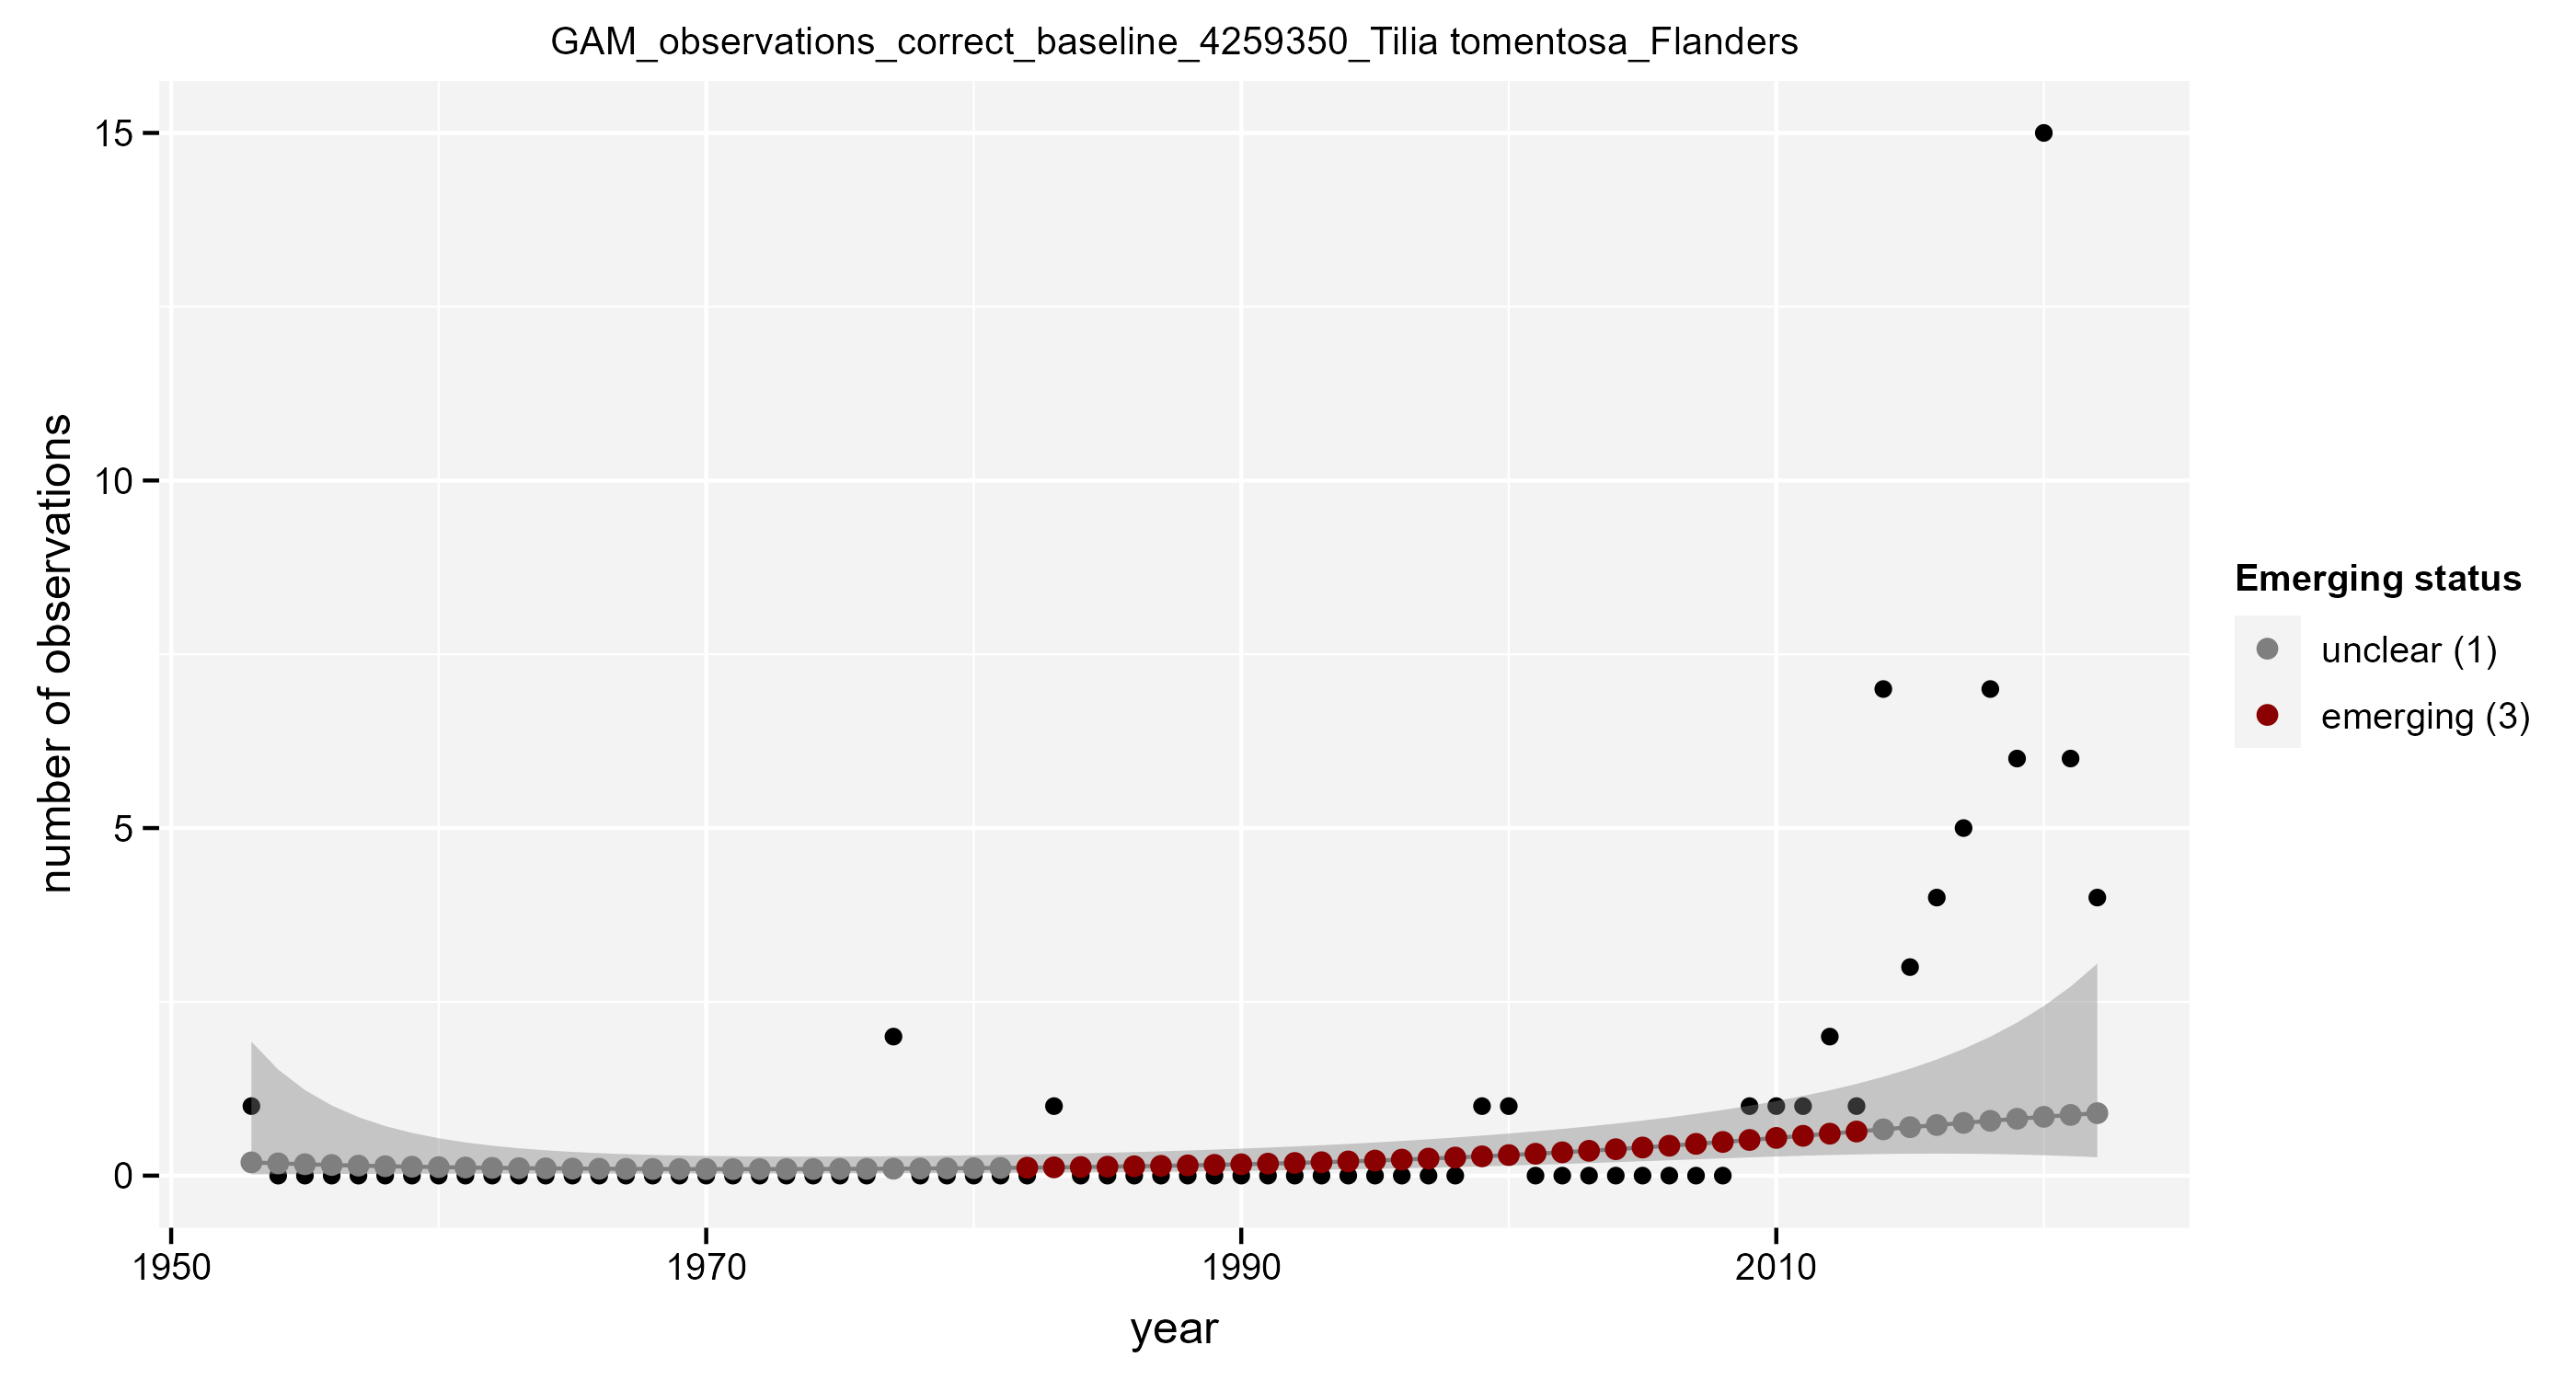 GAM_observations_correct_baseline_4259350_Tilia tomentosa_Flanders
15
10
5
0
number of observations
1950
1970
1990
2010
year
Emerging status
unclear (1)
emerging (3)